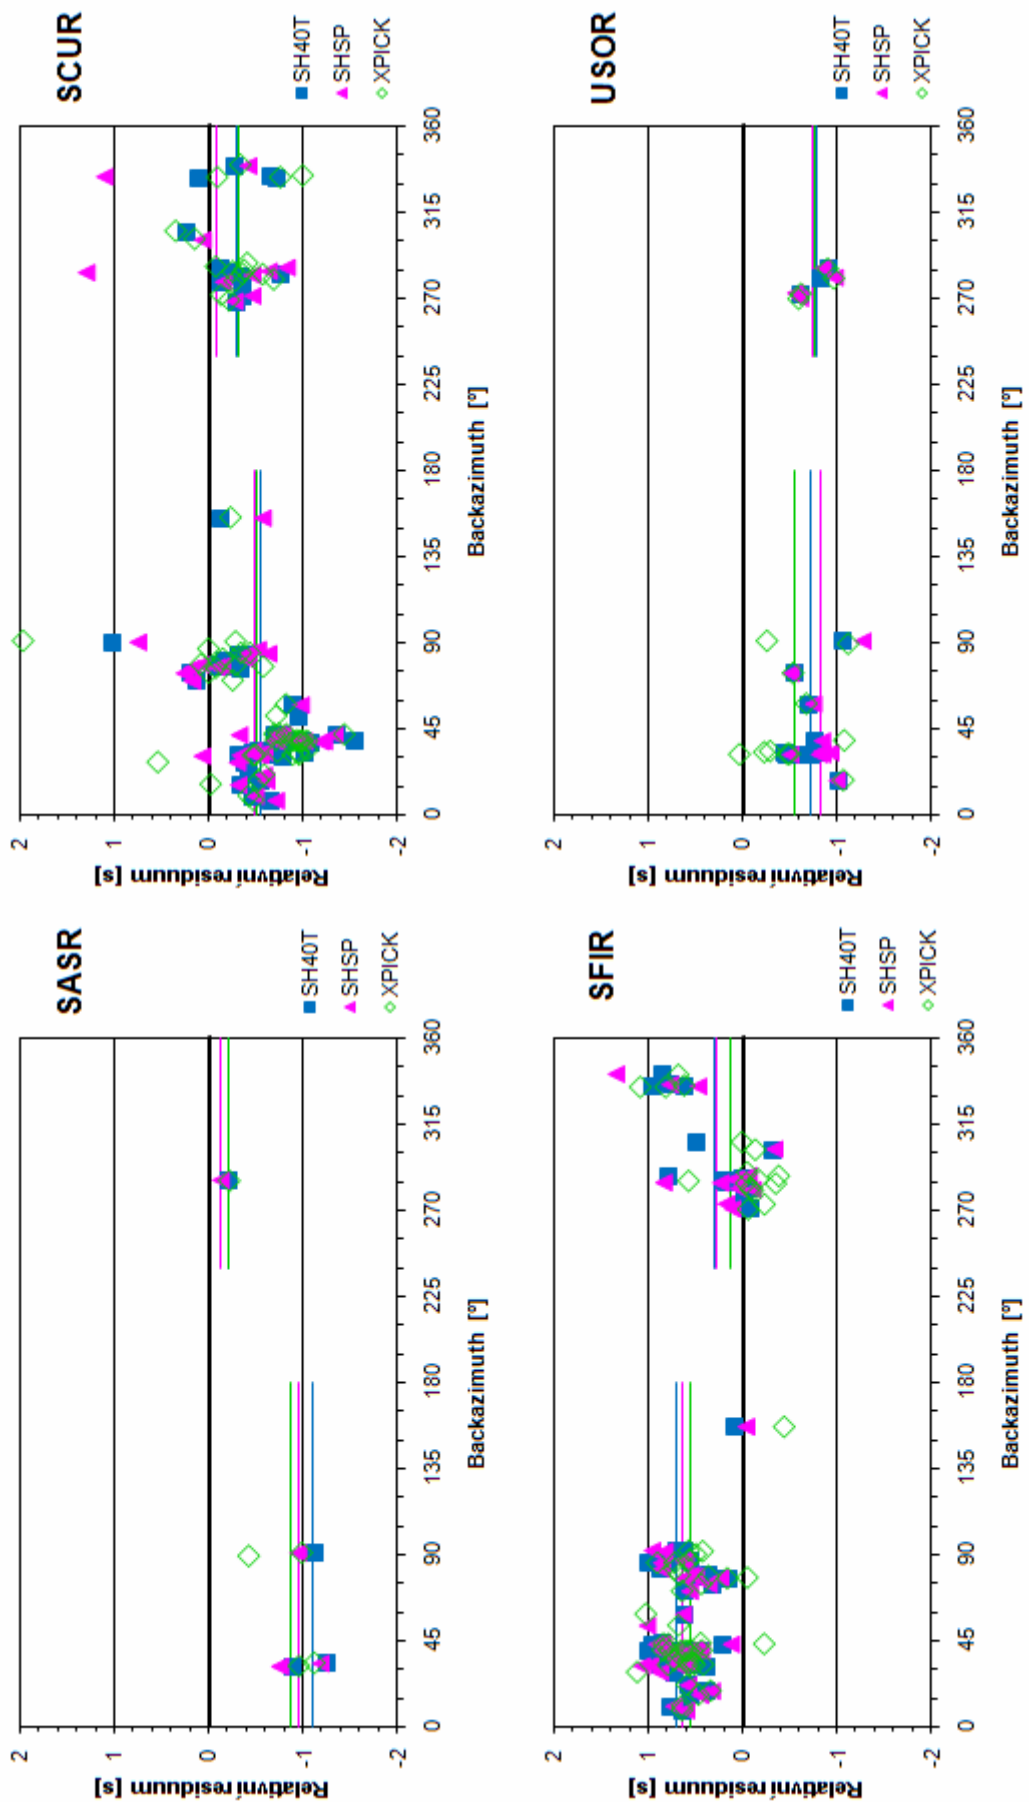 SASR
2
1
0
-1
-2
Relativní residuum [s]
0 45 90 135 180 225 270 315 360
Backazimuth [°]
SH40T
SHSP
XPICK
SCUR
2
1
0
-1
-2
Relativní residuum [s]
0 45 90 135 180 225 270 315 360
Backazimuth [°]
SH40T
SHSP
XPICK
SFIR
2
1
0
-1
-2
Relativní residuum [s]
0 45 90 135 180 225 270 315 360
Backazimuth [°]
SH40T
SHSP
XPICK
USOR
2
1
0
-1
-2
Relativní residuum [s]
0 45 90 135 180 225 270 315 360
Backazimuth [°]
SH40T
SHSP
XPICK